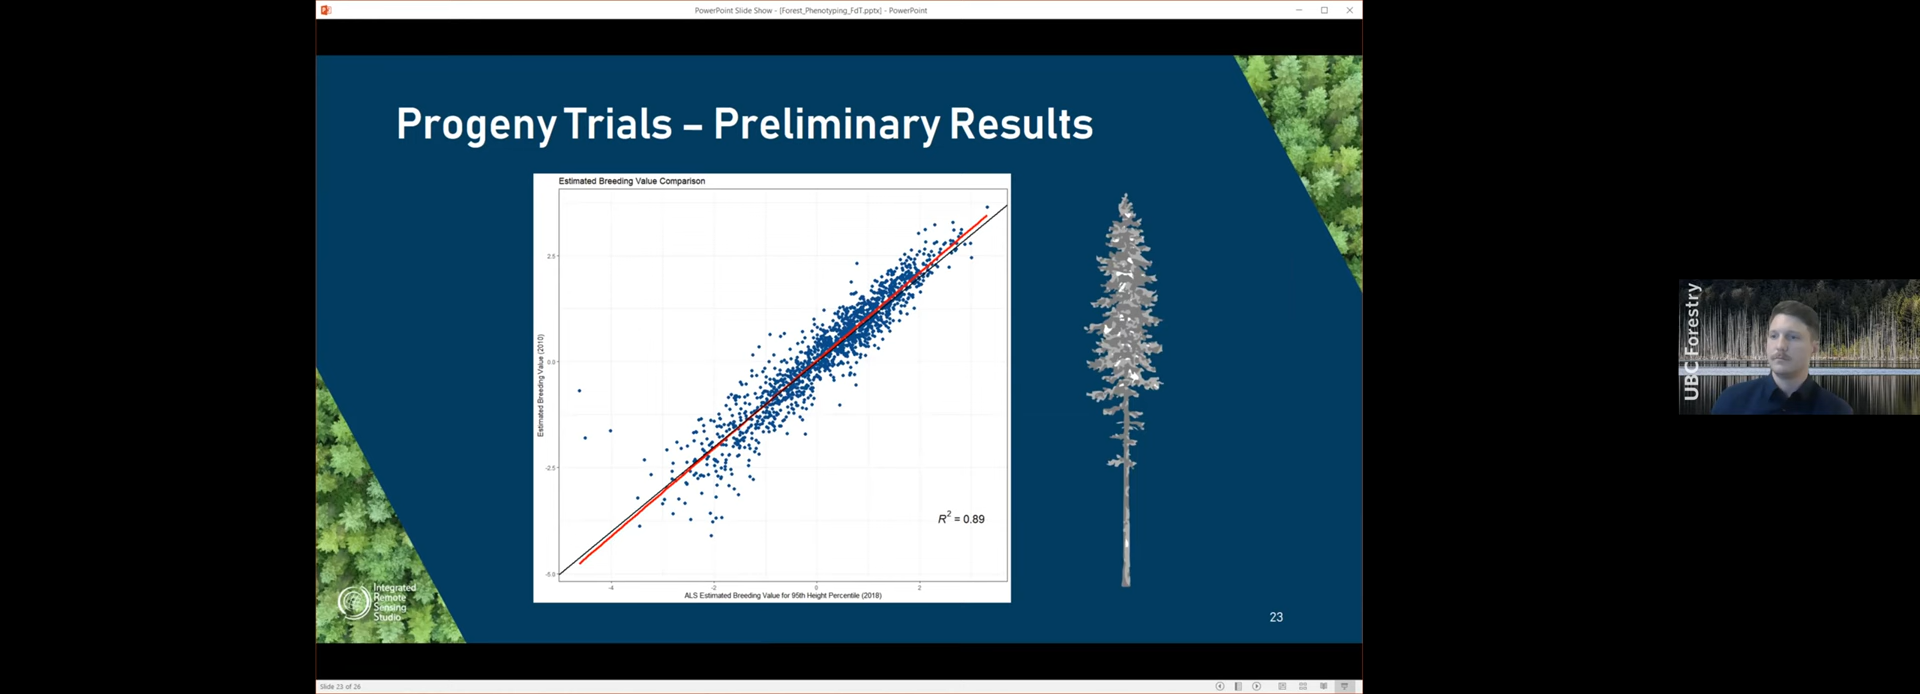 PowerPoint Slide Show - [Forest_Phenotyping_FdT.pptx] - PowerPoint
Progeny Trials – Preliminary Results
Estimated Breeding Value Comparison
Estimated Breeding Value (2010)
2.5
0.0
-2.5
-5.0
-4
-2
0
2
R² = 0.89
ALS Estimated Breeding Value for 95th Height Percentile (2018)
Integrated
Remote
Sensing
Studio
23
UBC Forestry
Slide 23 of 26